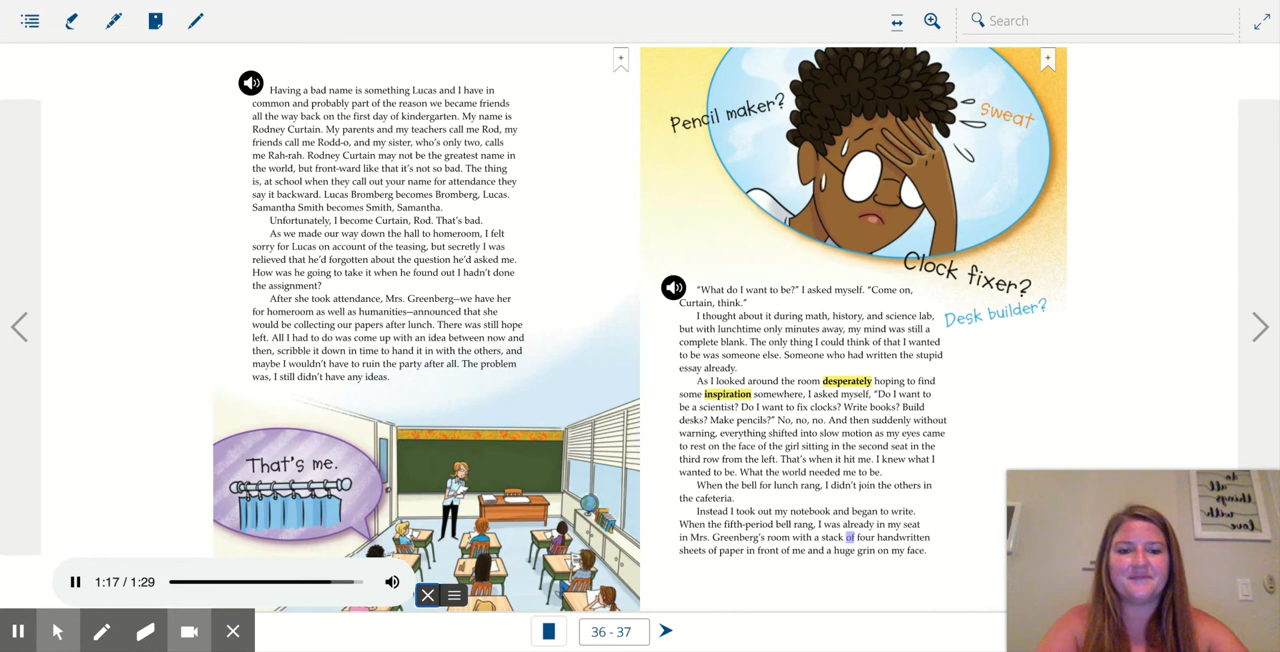 Search
Having a bad name is something Lucas and I have in
common and probably part of the reason we became friends
all the way back on the first day of kindergarten. My name is
Rodney Curtain. My parents and my teachers call me Rod, my
friends call me Rodd-o, and my sister, who's only two, calls
me Rah-rah. Rodney Curtain may not be the greatest name in
the world, but front-ward like that it's not so bad. The thing
is, at school when they call out your name for attendance they
say it backward. Lucas Bromberg becomes Bromberg, Lucas.
Samantha Smith becomes Smith, Samantha.
Unfortunately, I become Curtain, Rod. That's bad.
As we made our way down the hall to homeroom, I felt
sorry for Lucas on account of the teasing, but secretly I was
relieved that he'd forgotten about the question he'd asked me.
How was he going to take it when he found out I hadn't done
the assignment?
After she took attendance, Mrs. Greenberg—we have her
for homeroom as well as humanities—announced that she
would be collecting our papers after lunch. There was still hope
left. All I had to do was come up with an idea between now and
then, scribble it down in time to hand it in with the others, and
maybe I wouldn't have to ruin the party after all. The problem
was, I still didn't have any ideas.
That's me.
Pencil maker?
sweat
Clock fixer?
Desk builder?
"What do I want to be?" I asked myself. "Come on,
Curtain, think."
I thought about it during math, history, and science lab,
but with lunchtime only minutes away, my mind was still a
complete blank. The only thing I could think of that I wanted
to be was someone else. Someone who had written the stupid
essay already.
As I looked around the room desperately hoping to find
some inspiration somewhere, I asked myself, "Do I want to
be a scientist? Do I want to fix clocks? Write books? Build
desks? Make pencils?" No, no, no. And then suddenly without
warning, everything shifted into slow motion as my eyes came
to rest on the face of the girl sitting in the second seat in the
third row from the left. That's when it hit me. I knew what I
wanted to be. What the world needed me to be.
When the bell for lunch rang, I didn't join the others in
the cafeteria.
Instead I took out my notebook and began to write.
When the fifth-period bell rang, I was already in my seat
in Mrs. Greenberg's room with a stack of four handwritten
sheets of paper in front of me and a huge grin on my face.
do
all
things
with
love
1:17 / 1:29
36 - 37